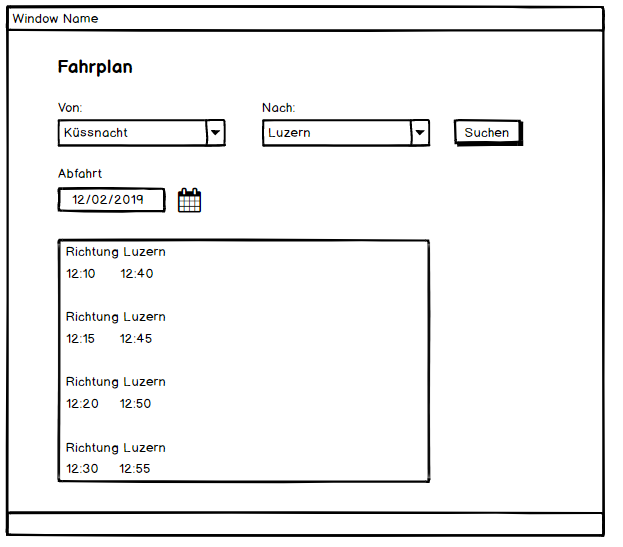 Window Name
Fahrplan
Von: Nach:
Küssnacht Luzern Suchen
Abfahrt
12/02/2019
Richtung Luzern
12:10 12:40
Richtung Luzern
12:15 12:45
Richtung Luzern
12:20 12:50
Richtung Luzern
12:30 12:55